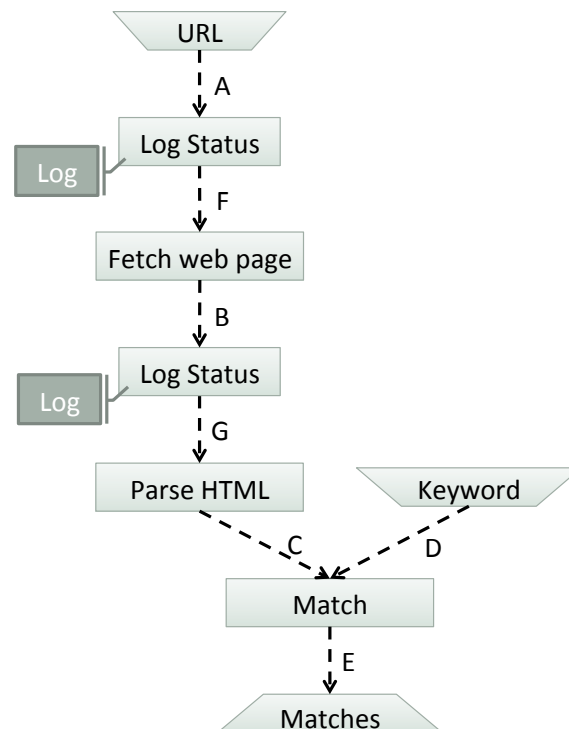 URL
A
Log Status
Log
F
Fetch web page
B
Log Status
Log
G
Parse HTML
Keyword
C
D
Match
E
Matches